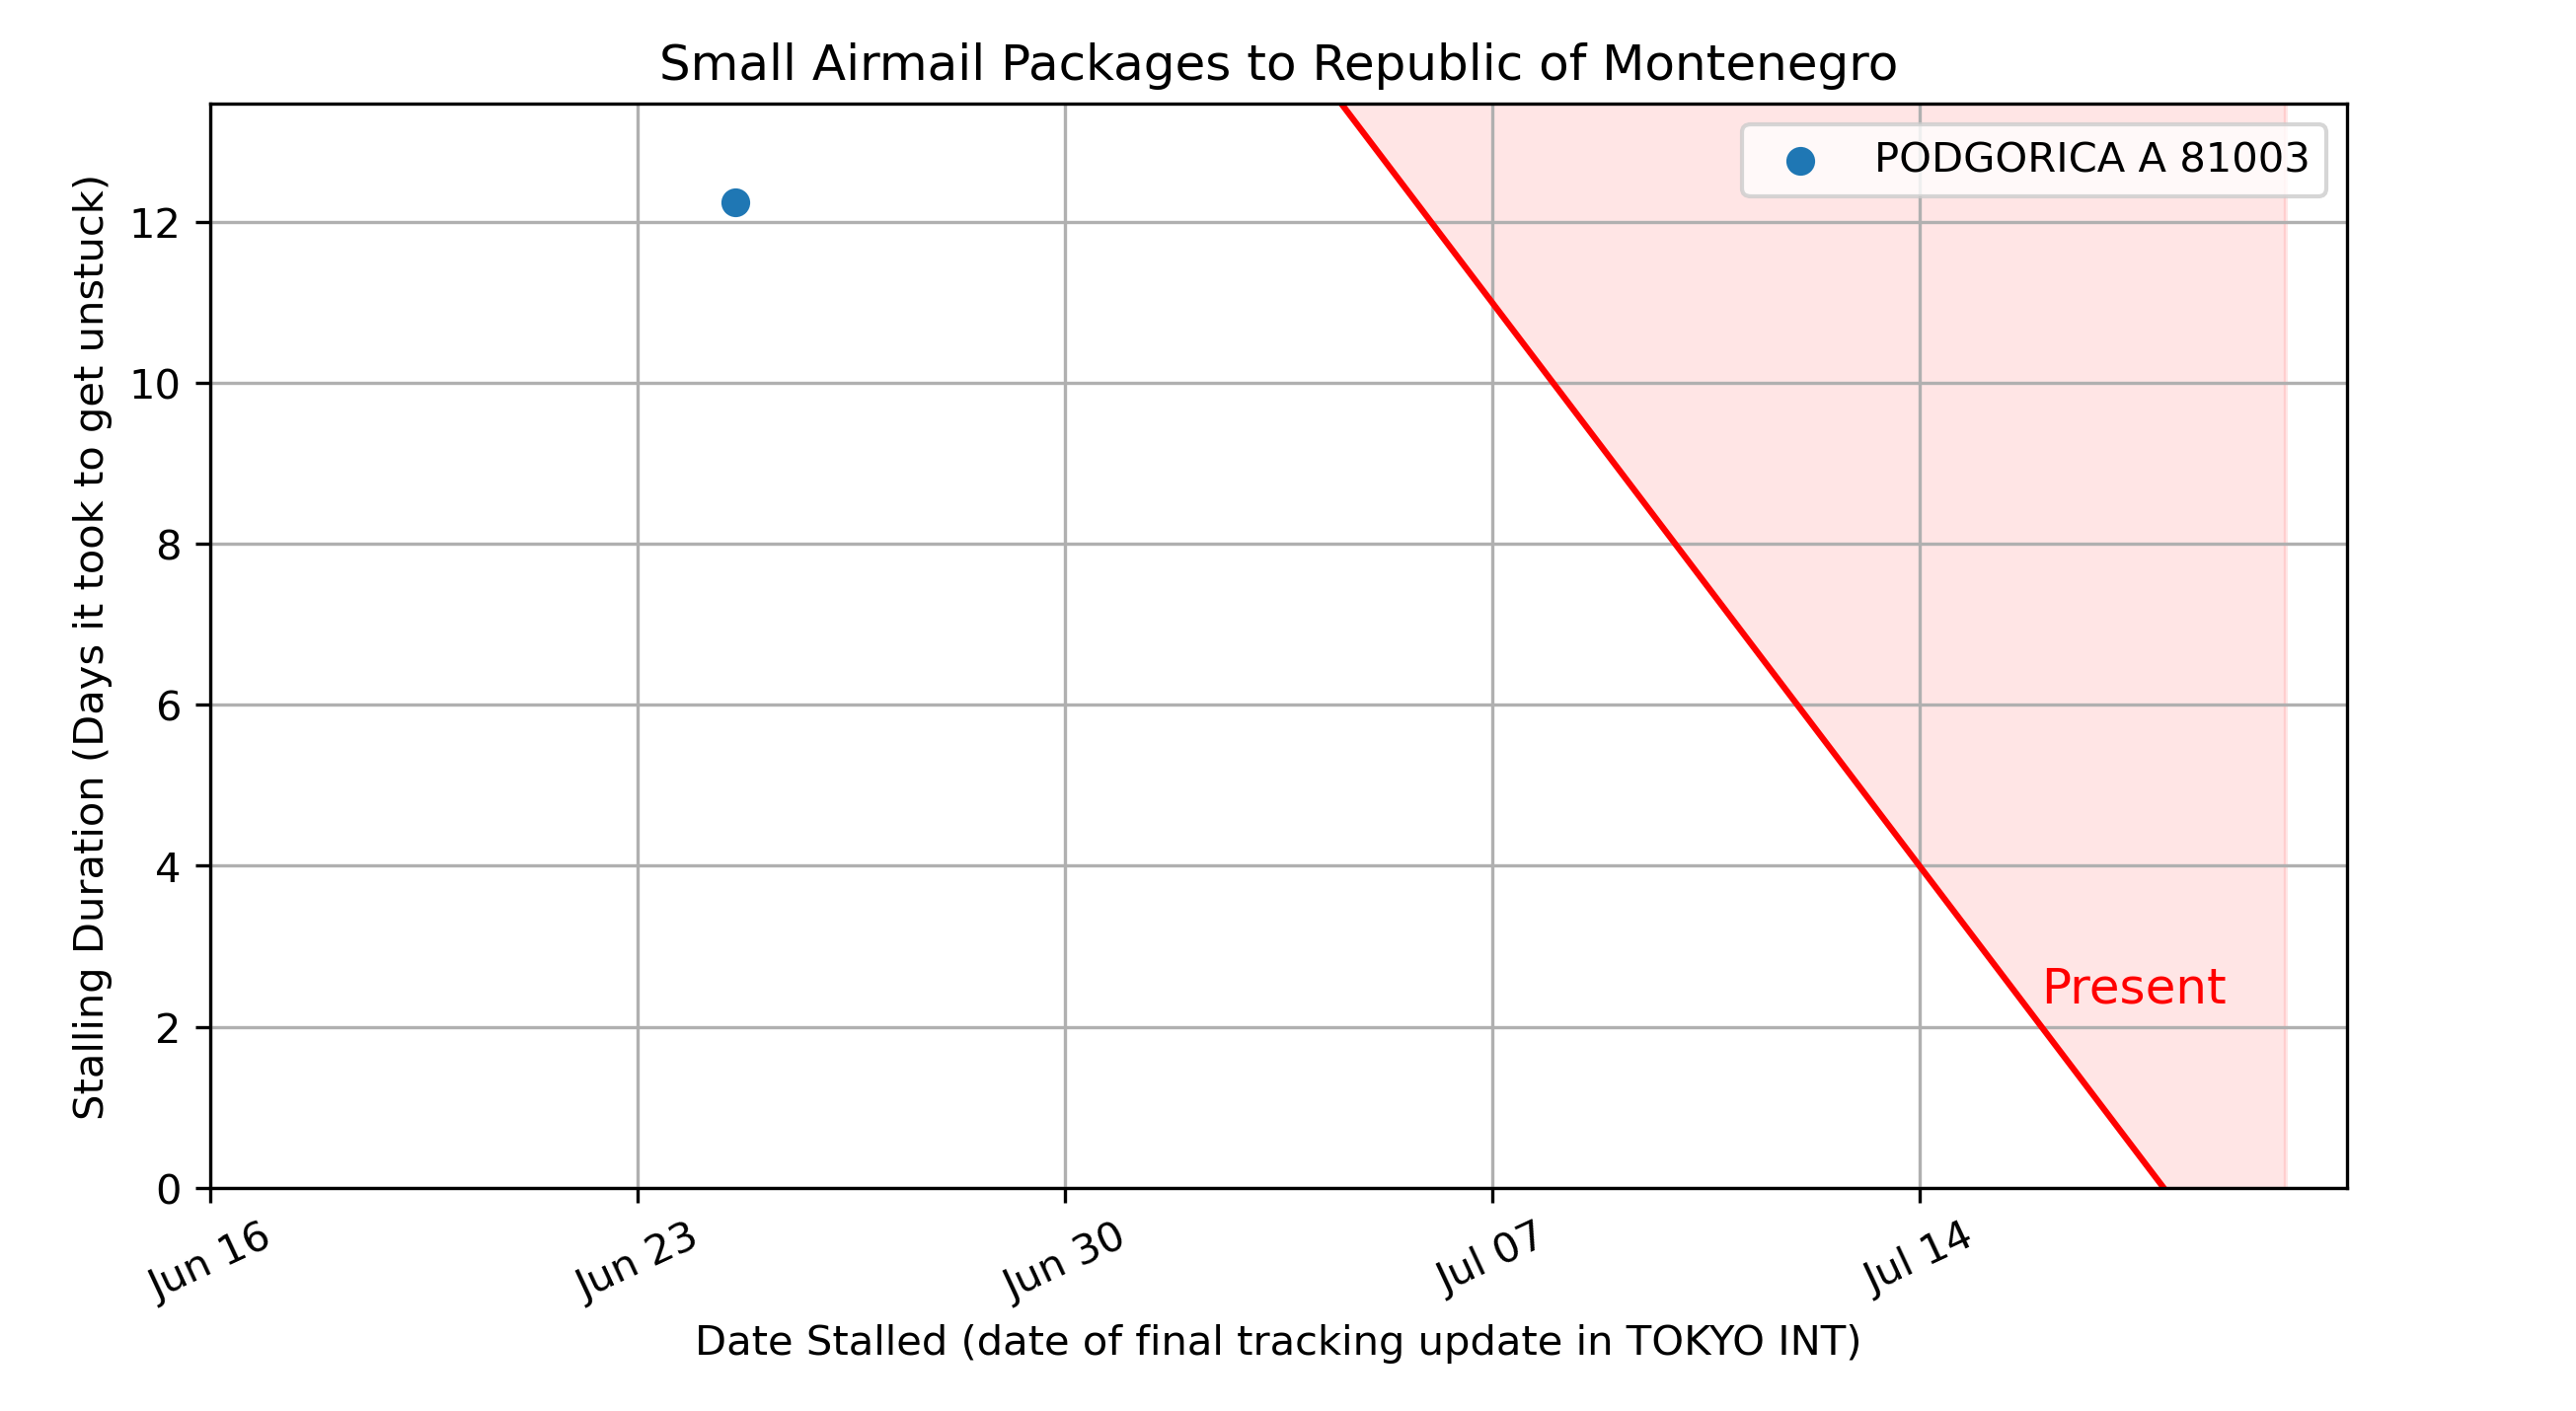 Small Airmail Packages to Republic of Montenegro
PODGORICA A 81003
Stalling Duration (Days it took to get unstuck)
12
10
8
6
4
2
0
Present
Jun 16
Jun 23
Jun 30
Jul 07
Jul 14
Date Stalled (date of final tracking update in TOKYO INT)